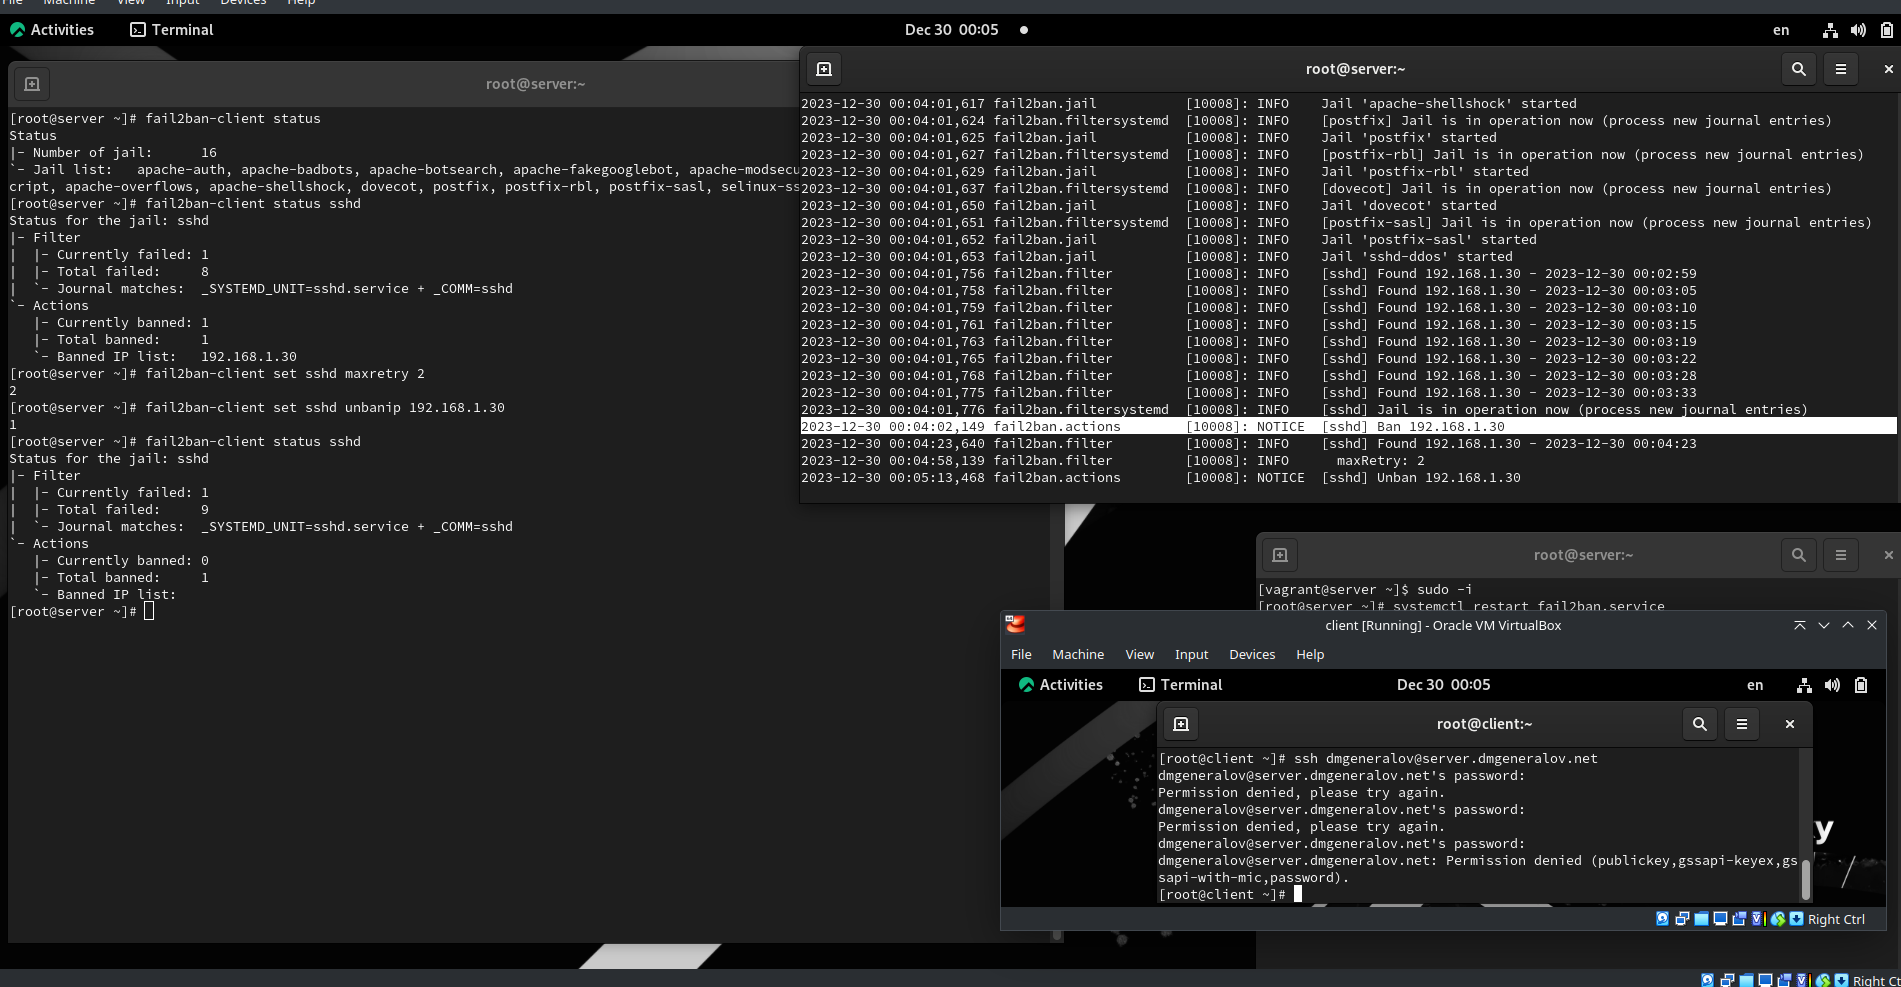 File Machine View Input Devices Help
Activities Terminal Dec 30 00:05 en
root@server:~
[root@server ~]# fail2ban-client status
Status
|- Number of jail:      16
`- Jail list:   apache-auth, apache-badbots, apache-botsearch, apache-fakegooglebot, apache-modsecu
cript, apache-overflows, apache-shellshock, dovecot, postfix, postfix-rbl, postfix-sasl, selinux-ss
[root@server ~]# fail2ban-client status sshd
Status for the jail: sshd
|- Filter
|  |- Currently failed: 1
|  |- Total failed:     8
|  `- Journal matches:  _SYSTEMD_UNIT=sshd.service + _COMM=sshd
`- Actions
   |- Currently banned: 1
   |- Total banned:     1
   `- Banned IP list:   192.168.1.30
[root@server ~]# fail2ban-client set sshd maxretry 2
2
[root@server ~]# fail2ban-client set sshd unbanip 192.168.1.30
1
[root@server ~]# fail2ban-client status sshd
Status for the jail: sshd
|- Filter
|  |- Currently failed: 1
|  |- Total failed:     9
|  `- Journal matches:  _SYSTEMD_UNIT=sshd.service + _COMM=sshd
`- Actions
   |- Currently banned: 0
   |- Total banned:     1
   `- Banned IP list:
[root@server ~]#
root@server:~
2023-12-30 00:04:01,617 fail2ban.jail           [10008]: INFO    Jail 'apache-shellshock' started
2023-12-30 00:04:01,624 fail2ban.filtersystemd  [10008]: INFO    [postfix] Jail is in operation now (process new journal entries)
2023-12-30 00:04:01,625 fail2ban.jail           [10008]: INFO    Jail 'postfix' started
2023-12-30 00:04:01,627 fail2ban.filtersystemd  [10008]: INFO    [postfix-rbl] Jail is in operation now (process new journal entries)
2023-12-30 00:04:01,629 fail2ban.jail           [10008]: INFO    Jail 'postfix-rbl' started
2023-12-30 00:04:01,637 fail2ban.filtersystemd  [10008]: INFO    [dovecot] Jail is in operation now (process new journal entries)
2023-12-30 00:04:01,650 fail2ban.jail           [10008]: INFO    Jail 'dovecot' started
2023-12-30 00:04:01,651 fail2ban.filtersystemd  [10008]: INFO    [postfix-sasl] Jail is in operation now (process new journal entries)
2023-12-30 00:04:01,652 fail2ban.jail           [10008]: INFO    Jail 'postfix-sasl' started
2023-12-30 00:04:01,653 fail2ban.jail           [10008]: INFO    Jail 'sshd-ddos' started
2023-12-30 00:04:01,756 fail2ban.filter         [10008]: INFO    [sshd] Found 192.168.1.30 - 2023-12-30 00:02:59
2023-12-30 00:04:01,758 fail2ban.filter         [10008]: INFO    [sshd] Found 192.168.1.30 - 2023-12-30 00:03:05
2023-12-30 00:04:01,759 fail2ban.filter         [10008]: INFO    [sshd] Found 192.168.1.30 - 2023-12-30 00:03:10
2023-12-30 00:04:01,761 fail2ban.filter         [10008]: INFO    [sshd] Found 192.168.1.30 - 2023-12-30 00:03:15
2023-12-30 00:04:01,763 fail2ban.filter         [10008]: INFO    [sshd] Found 192.168.1.30 - 2023-12-30 00:03:19
2023-12-30 00:04:01,765 fail2ban.filter         [10008]: INFO    [sshd] Found 192.168.1.30 - 2023-12-30 00:03:22
2023-12-30 00:04:01,768 fail2ban.filter         [10008]: INFO    [sshd] Found 192.168.1.30 - 2023-12-30 00:03:28
2023-12-30 00:04:01,775 fail2ban.filter         [10008]: INFO    [sshd] Found 192.168.1.30 - 2023-12-30 00:03:33
2023-12-30 00:04:01,776 fail2ban.filtersystemd  [10008]: INFO    [sshd] Jail is in operation now (process new journal entries)
2023-12-30 00:04:02,149 fail2ban.actions        [10008]: NOTICE  [sshd] Ban 192.168.1.30
2023-12-30 00:04:23,640 fail2ban.filter         [10008]: INFO    [sshd] Found 192.168.1.30 - 2023-12-30 00:04:23
2023-12-30 00:04:58,139 fail2ban.filter         [10008]: INFO      maxRetry: 2
2023-12-30 00:05:13,468 fail2ban.actions        [10008]: NOTICE  [sshd] Unban 192.168.1.30
root@server:~
[vagrant@server ~]$ sudo -i
[root@server ~]# systemctl restart fail2ban.service
client [Running] - Oracle VM VirtualBox
File Machine View Input Devices Help
Activities Terminal Dec 30 00:05 en
root@client:~
[root@client ~]# ssh dmgeneralov@server.dmgeneralov.net
dmgeneralov@server.dmgeneralov.net's password:
Permission denied, please try again.
dmgeneralov@server.dmgeneralov.net's password:
Permission denied, please try again.
dmgeneralov@server.dmgeneralov.net's password:
dmgeneralov@server.dmgeneralov.net: Permission denied (publickey,gssapi-keyex,gs
sapi-with-mic,password).
[root@client ~]#
y
Right Ctrl
Right Ct